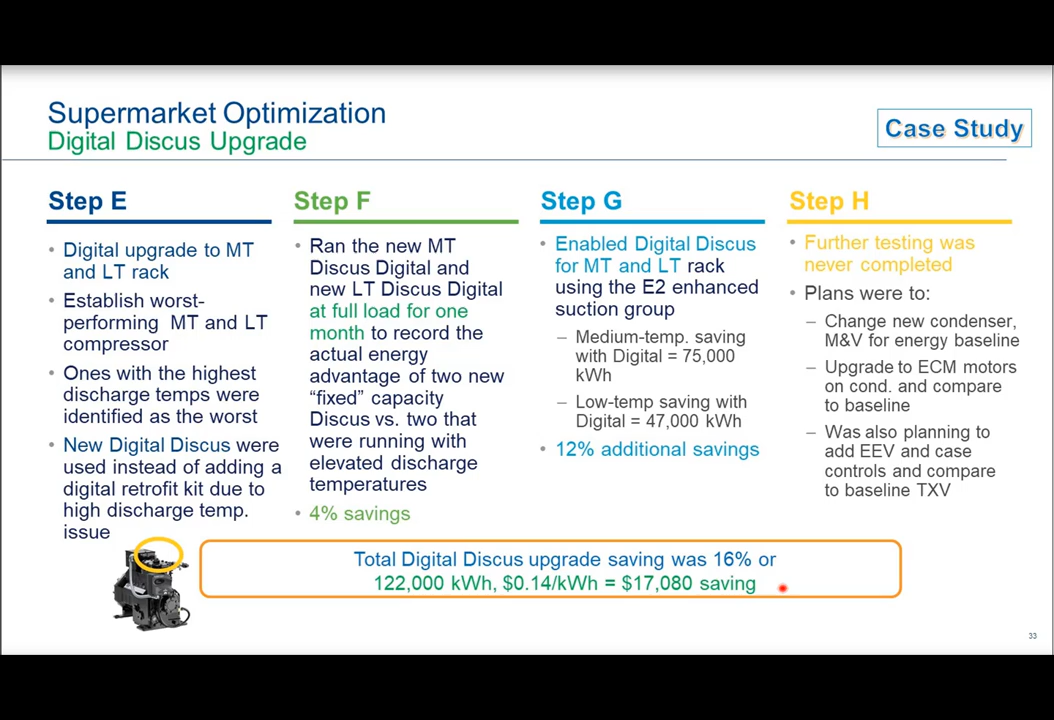 Supermarket Optimization
Digital Discus Upgrade
Case Study
Step E
• Digital upgrade to MT
and LT rack
• Establish worst-
performing MT and LT
compressor
• Ones with the highest
discharge temps were
identified as the worst
• New Digital Discus were
used instead of adding a
digital retrofit kit due to
high discharge temp.
issue
Step F
• Ran the new MT
Discus Digital and
new LT Discus Digital
at full load for one
month to record the
actual energy
advantage of two new
“fixed” capacity
Discus vs. two that
were running with
elevated discharge
temperatures
• 4% savings
Step G
• Enabled Digital Discus
for MT and LT rack
using the E2 enhanced
suction group
– Medium-temp. saving
with Digital = 75,000
kWh
– Low-temp saving with
Digital = 47,000 kWh
• 12% additional savings
Step H
• Further testing was
never completed
• Plans were to:
– Change new condenser,
M&V for energy baseline
– Upgrade to ECM motors
on cond. and compare
to baseline
– Was also planning to
add EEV and case
controls and compare
to baseline TXV
Total Digital Discus upgrade saving was 16% or
122,000 kWh, $0.14/kWh = $17,080 saving
33